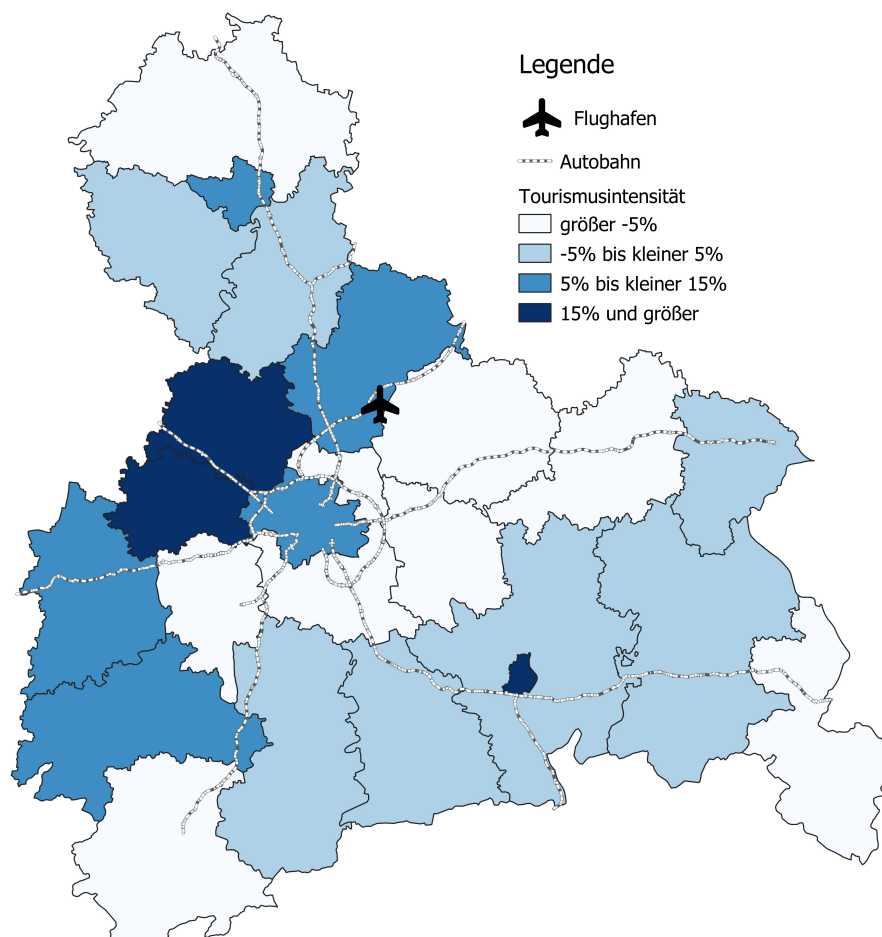 Legende
Flughafen
Autobahn
Tourismusintensität
größer -5%
-5% bis kleiner 5%
5% bis kleiner 15%
15% und größer